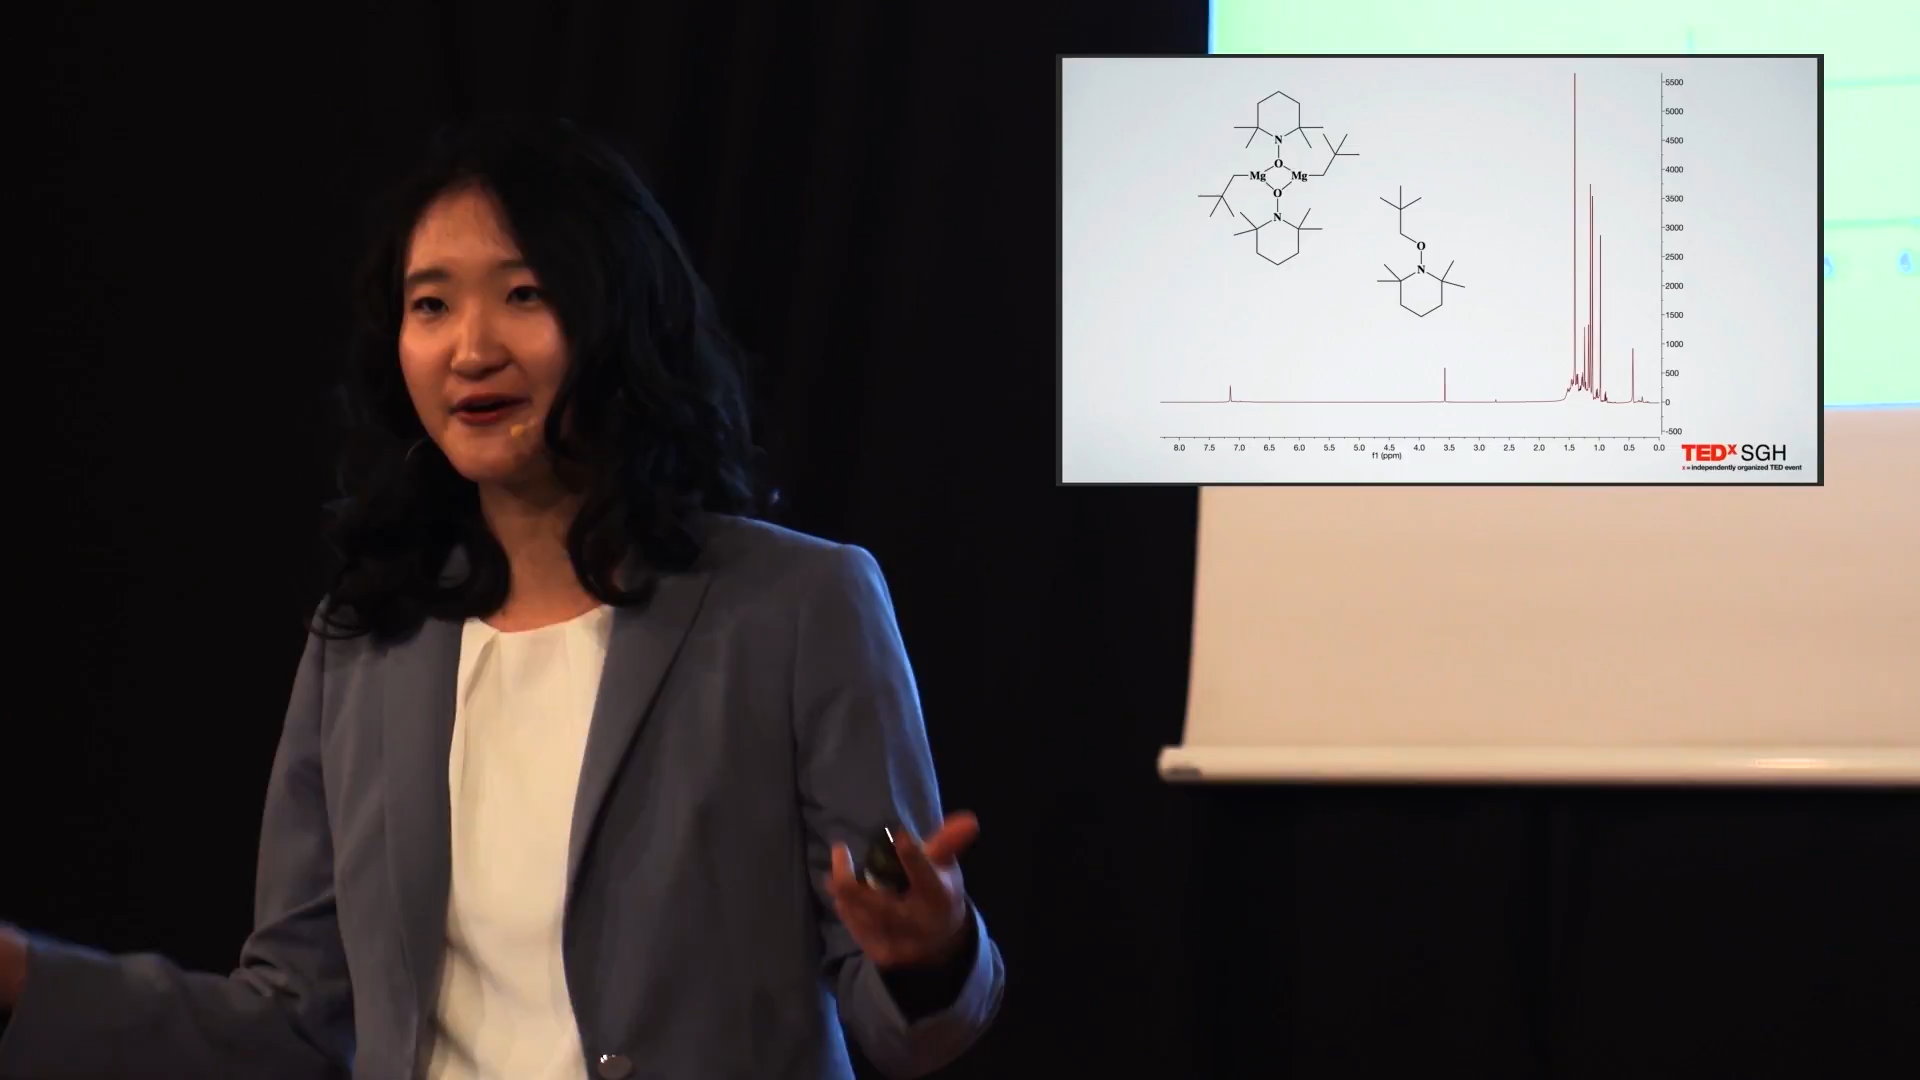 N
O
Mg Mg
O
N
O
N
5500
5000
4500
4000
3500
3000
2500
2000
1500
1000
500
0
-500
8.0 7.5 7.0 6.5 6.0 5.5 5.0 4.5 4.0 3.5 3.0 2.5 2.0 1.5 1.0 0.5 0.0
f1 (ppm)
TEDx SGH
x = independently organized TED event